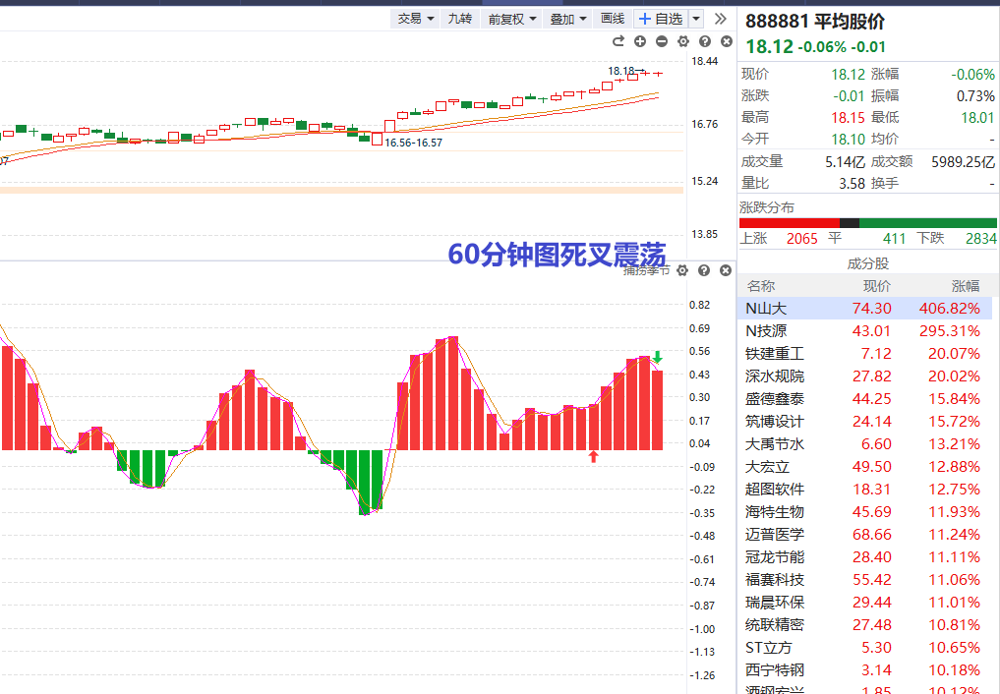 交易 九转 前复权 叠加 画线 自选
888881 平均股价
18.12 -0.06% -0.01
现价 18.12 涨幅 -0.06%
涨跌 -0.01 振幅 0.73%
最高 18.15 最低 18.01
今开 18.10 均价 -
成交量 5.14亿 成交额 5989.25亿
量比 3.58 换手 -
涨跌分布
上涨 2065 平 411 下跌 2834
成分股
名称 现价 涨幅
N山大 74.30 406.82%
N技源 43.01 295.31%
铁建重工 7.12 20.07%
深水规院 27.82 20.02%
盛德鑫泰 44.25 15.84%
筑博设计 24.14 15.72%
大禹节水 6.60 13.21%
大宏立 49.50 12.88%
超图软件 18.31 12.75%
海特生物 45.69 11.93%
迈普医学 68.66 11.24%
冠龙节能 28.40 11.11%
福赛科技 55.42 11.06%
瑞晨环保 29.44 11.01%
统联精密 27.48 10.81%
ST立方 5.30 10.65%
西宁特钢 3.14 10.18%
酒钢宏兴 1.85 10.12%
18.18
16.56-16.57
18.44
16.76
15.24
13.85
60分钟图死叉震荡
捕捞季节
0.82
0.69
0.56
0.43
0.30
0.17
0.04
-0.09
-0.22
-0.35
-0.48
-0.61
-0.74
-0.87
-1.00
-1.13
-1.26